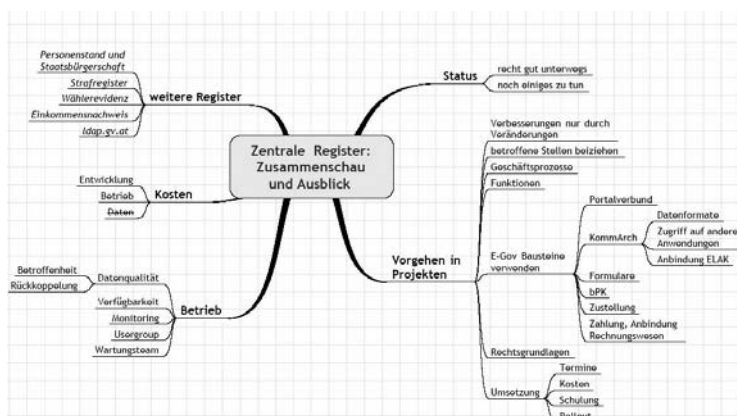 Zentrale Register:
Zusammenschau
und Ausblick
weitere Register
Personenstand und
Staatsbürgerschaft
Strafregister
Wählerevidenz
Einkommensnachweis
ldap.gv.at
Kosten
Entwicklung
Betrieb
Daten
Betrieb
Datenqualität
Betroffenheit
Rückkoppelung
Verfügbarkeit
Monitoring
Usergroup
Wartungsteam
Status
recht gut unterwegs
noch einiges zu tun
Vorgehen in
Projekten
Verbesserungen nur durch
Veränderungen
betroffene Stellen beiziehen
Geschäftsprozesse
Funktionen
E-Gov Bausteine
verwenden
Portalverbund
KommArch
Datenformate
Zugriff auf andere
Anwendungen
Anbindung ELAK
Formulare
bPK
Zustellung
Zahlung, Anbindung
Rechnungswesen
Rechtsgrundlagen
Umsetzung
Termine
Kosten
Schulung